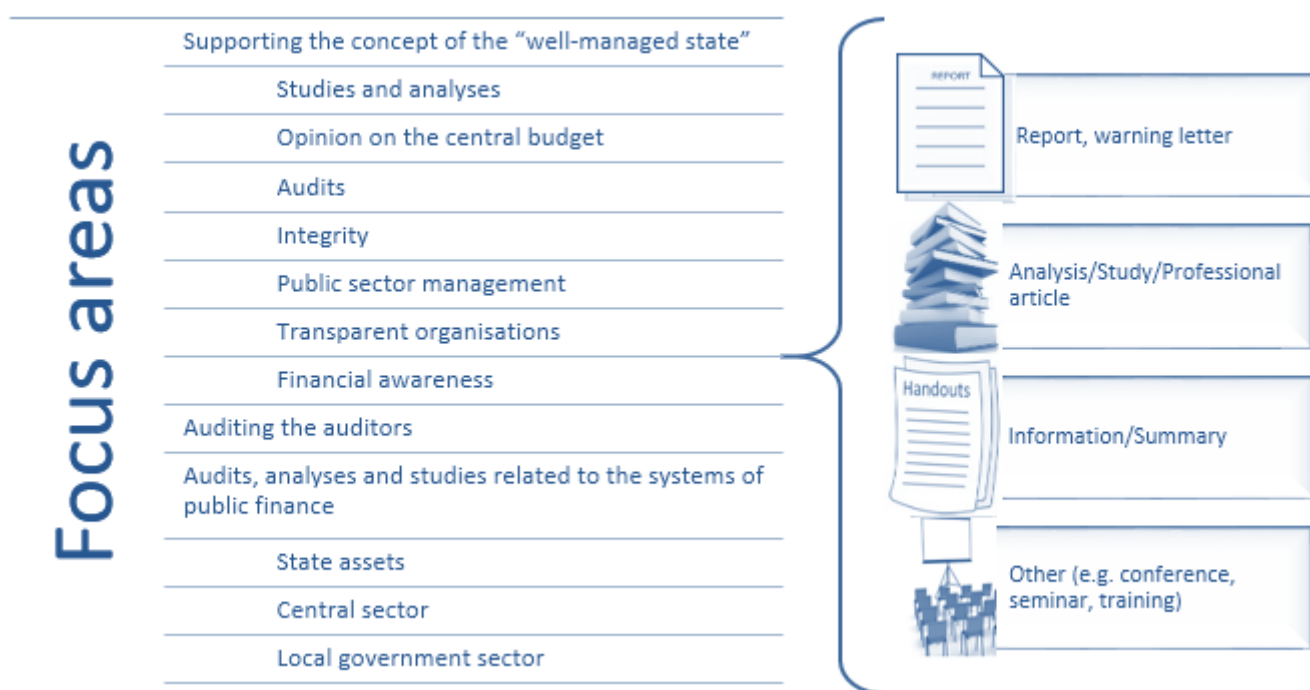 Focus areas
Supporting the concept of the “well-managed state”
Studies and analyses
Opinion on the central budget
Audits
Integrity
Public sector management
Transparent organisations
Financial awareness
Auditing the auditors
Audits, analyses and studies related to the systems of
public finance
State assets
Central sector
Local government sector
REPORT
Report, warning letter
Analysis/Study/Professional
article
Handouts
Information/Summary
Other (e.g. conference,
seminar, training)